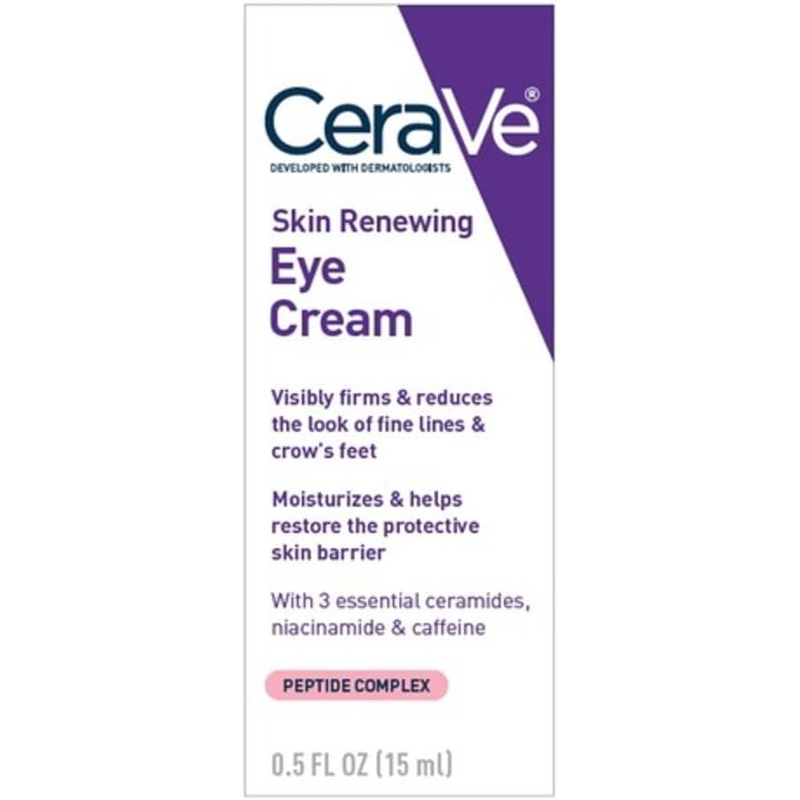 CeraVe®
DEVELOPED WITH DERMATOLOGISTS
Skin Renewing
Eye
Cream
Visibly firms & reduces
the look of fine lines &
crow's feet
Moisturizes & helps
restore the protective
skin barrier
With 3 essential ceramides,
niacinamide & caffeine
PEPTIDE COMPLEX
0.5 FL OZ (15 ml)